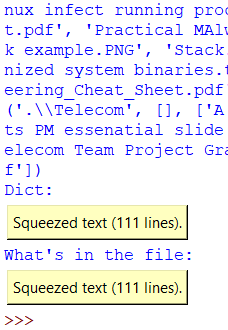 nux infect running proc
t.pdf', 'Practical MAlw
k example.PNG', 'Stack.
nized system binaries.t
eering_Cheat_Sheet.pdf'
('.\\Telecom', [], ['A
ts PM essenatial slide
elecom Team Project Gra
f'])
Dict:
Squeezed text (111 lines).
What's in the file:
Squeezed text (111 lines).
>>>